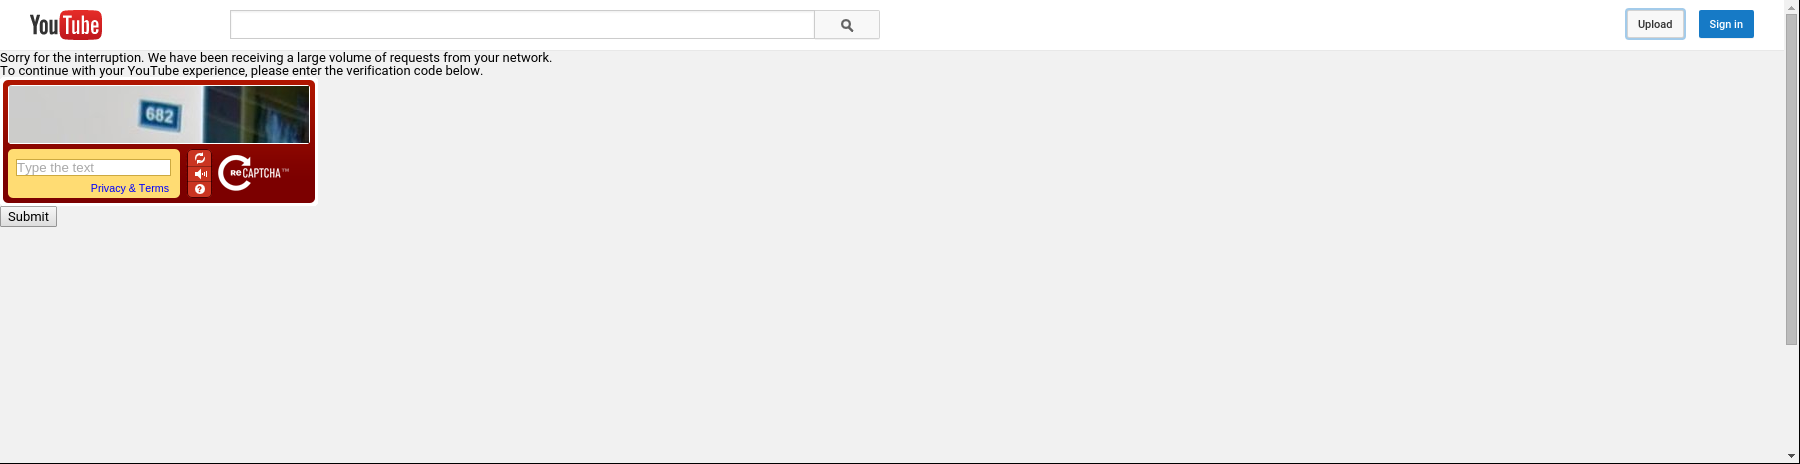 YouTube
Upload
Sign in
Sorry for the interruption. We have been receiving a large volume of requests from your network.
To continue with your YouTube experience, please enter the verification code below.
682
Type the text
Privacy & Terms
ReCAPTCHA™
Submit